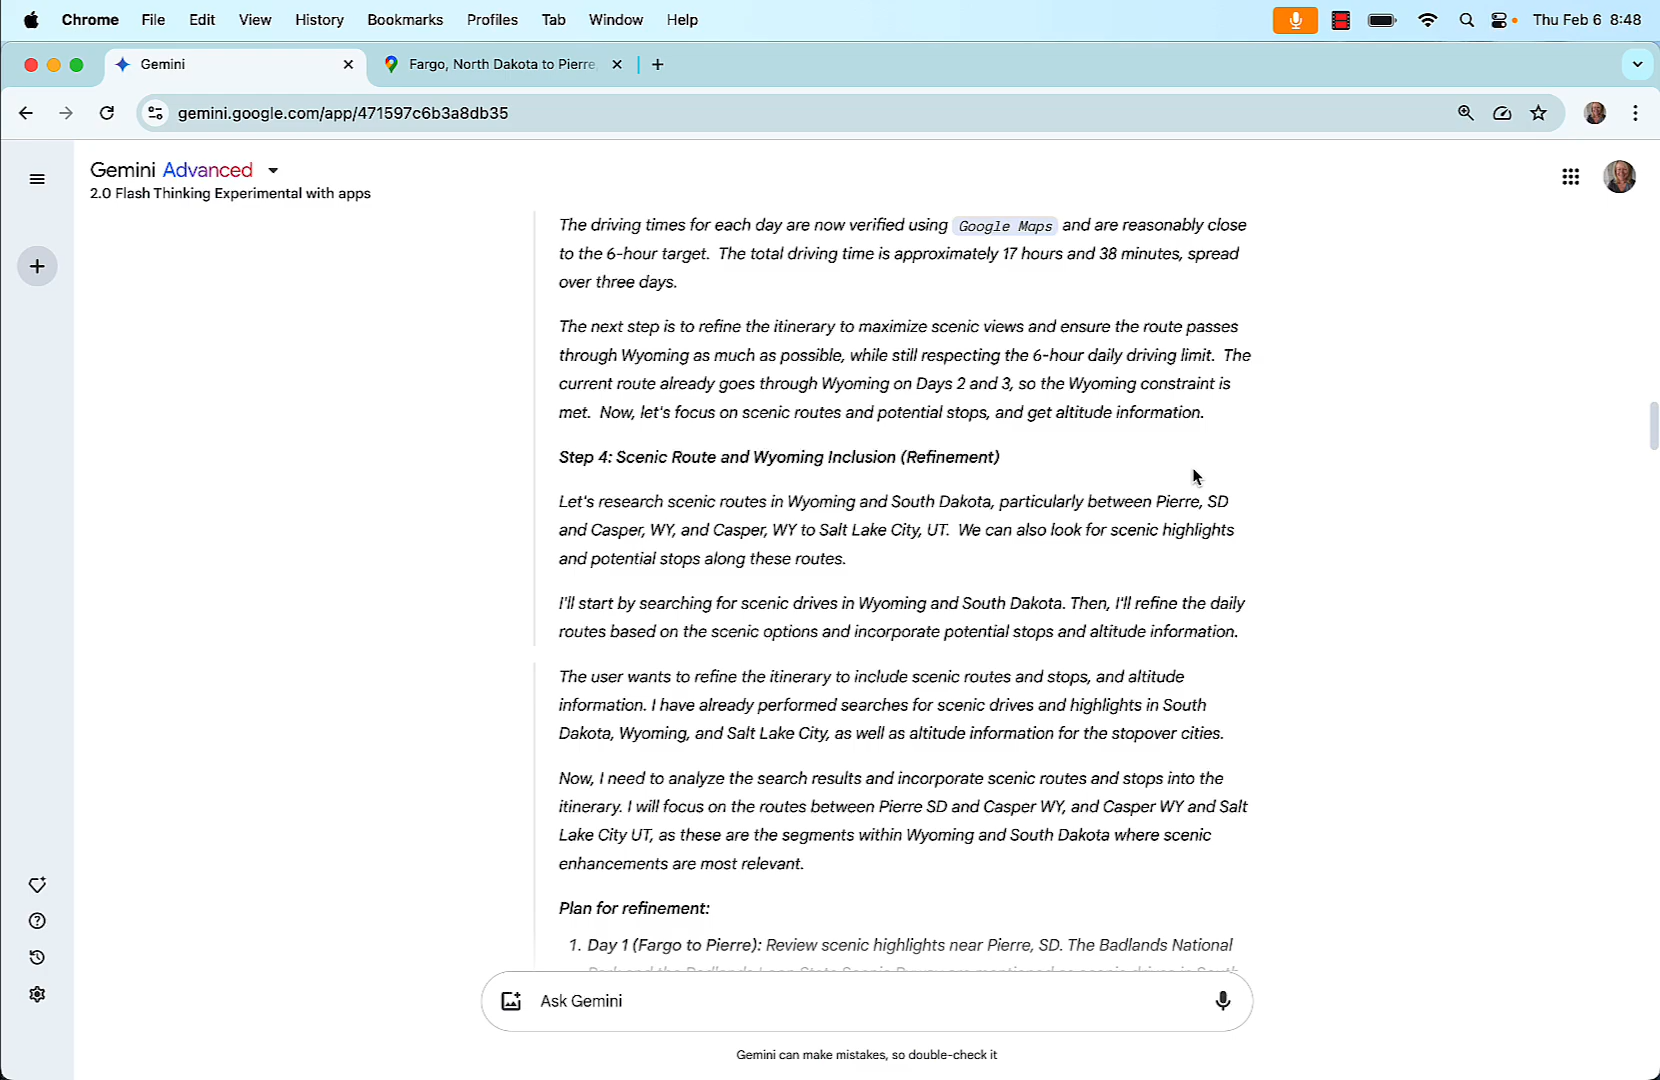 Chrome File Edit View History Bookmarks Profiles Tab Window Help Thu Feb 6 8:48
Gemini
Fargo, North Dakota to Pierre
gemini.google.com/app/471597c6b3a8db35
Gemini Advanced
2.0 Flash Thinking Experimental with apps
The driving times for each day are now verified using Google Maps and are reasonably close
to the 6-hour target. The total driving time is approximately 17 hours and 38 minutes, spread
over three days.
The next step is to refine the itinerary to maximize scenic views and ensure the route passes
through Wyoming as much as possible, while still respecting the 6-hour daily driving limit. The
current route already goes through Wyoming on Days 2 and 3, so the Wyoming constraint is
met. Now, let's focus on scenic routes and potential stops, and get altitude information.
Step 4: Scenic Route and Wyoming Inclusion (Refinement)
Let's research scenic routes in Wyoming and South Dakota, particularly between Pierre, SD
and Casper, WY, and Casper, WY to Salt Lake City, UT. We can also look for scenic highlights
and potential stops along these routes.
I'll start by searching for scenic drives in Wyoming and South Dakota. Then, I'll refine the daily
routes based on the scenic options and incorporate potential stops and altitude information.
The user wants to refine the itinerary to include scenic routes and stops, and altitude
information. I have already performed searches for scenic drives and highlights in South
Dakota, Wyoming, and Salt Lake City, as well as altitude information for the stopover cities.
Now, I need to analyze the search results and incorporate scenic routes and stops into the
itinerary. I will focus on the routes between Pierre SD and Casper WY, and Casper WY and Salt
Lake City UT, as these are the segments within Wyoming and South Dakota where scenic
enhancements are most relevant.
Plan for refinement:
1. Day 1 (Fargo to Pierre): Review scenic highlights near Pierre, SD. The Badlands National
Ask Gemini
Gemini can make mistakes, so double-check it